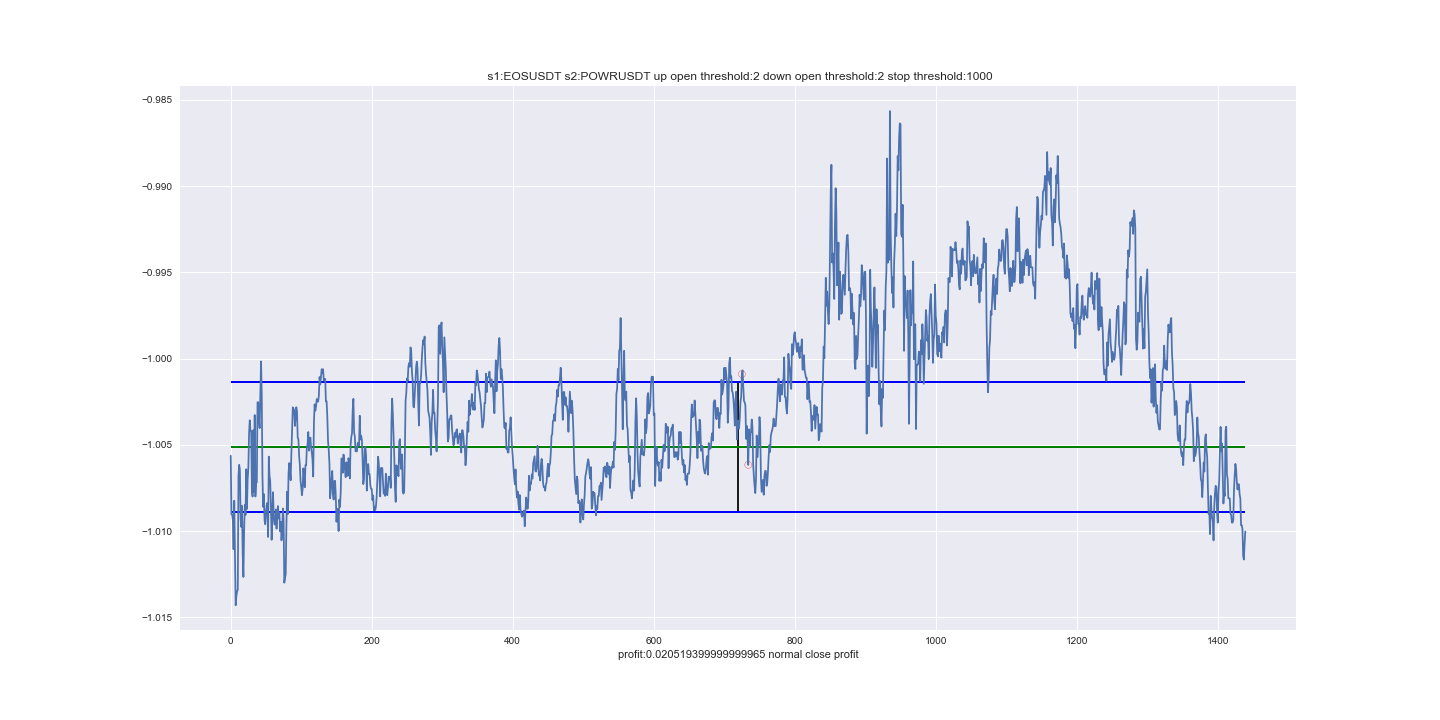 s1:EOSUSDT s2:POWRUSDT up open threshold:2 down open threshold:2 stop threshold:1000
−0.985
−0.990
−0.995
−1.000
−1.005
−1.010
−1.015
0 200 400 600 800 1000 1200 1400
profit:0.020519399999999965 normal close profit